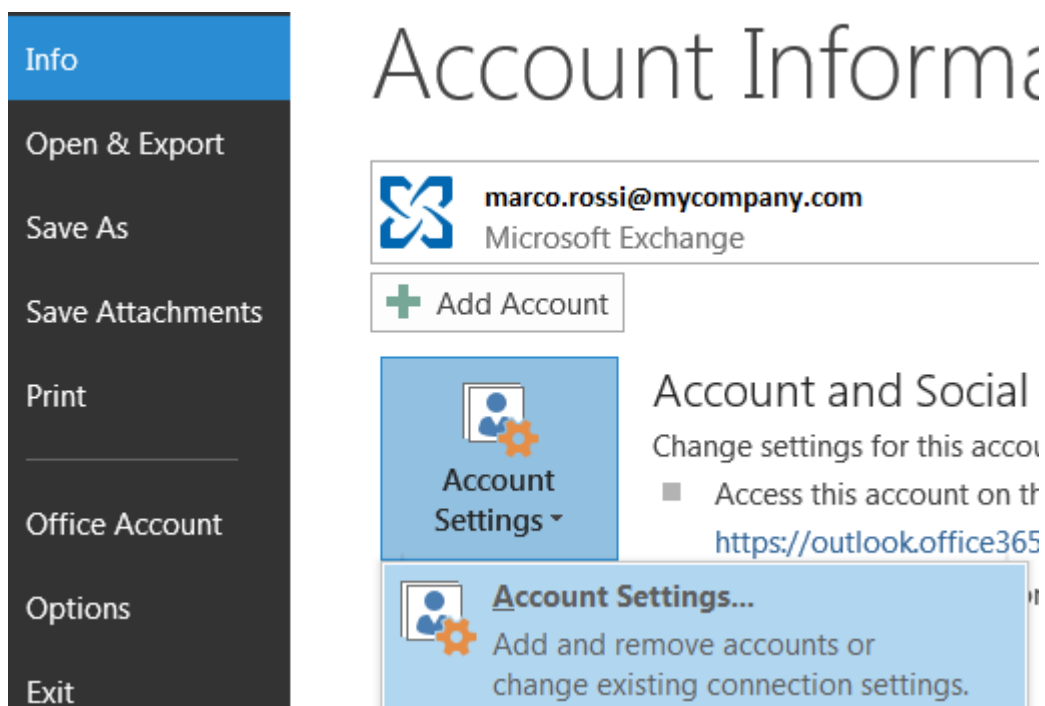 Info
Open & Export
Save As
Save Attachments
Print
Office Account
Options
Exit
Account Informa
marco.rossi@mycompany.com
Microsoft Exchange
Add Account
Account
Settings
Account and Social
Change settings for this accou
Access this account on th
https://outlook.office365
Account Settings...
Add and remove accounts or
change existing connection settings.